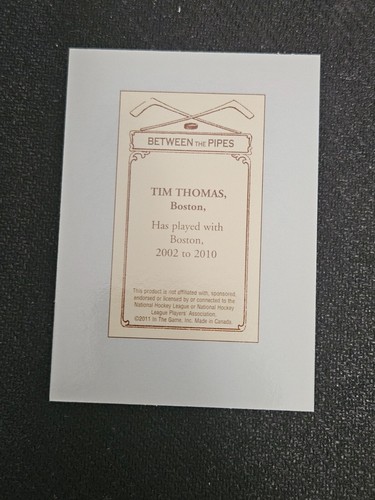 BETWEEN THE PIPES
TIM THOMAS,
Boston,
Has played with
Boston,
2002 to 2010
This product is not affiliated with, sponsored,
endorsed or licensed by or connected to the
National Hockey League or National Hockey
League Players' Association.
©2011 In The Game, Inc. Made in Canada.